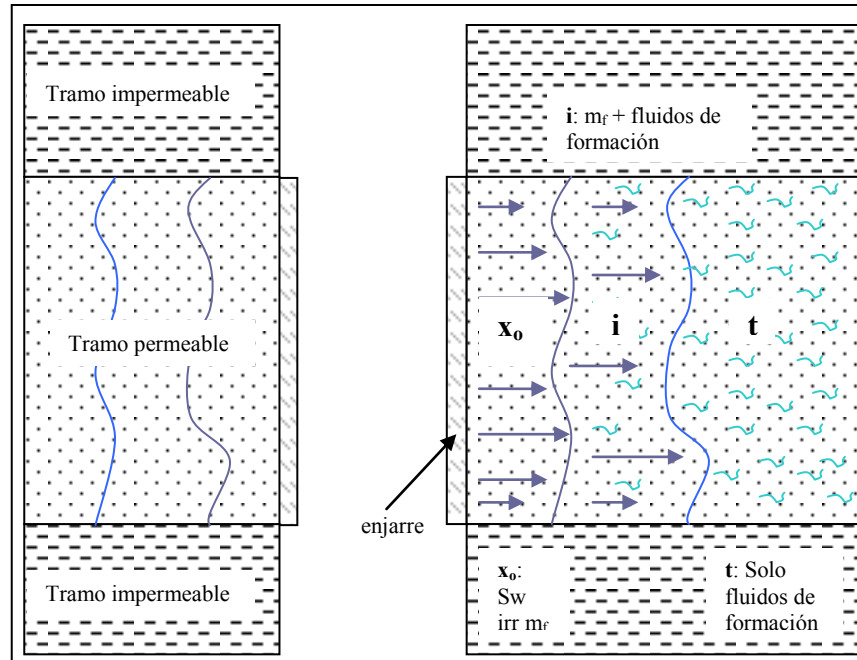 Tramo impermeable
i: mf + fluidos de
formación
xo
i
t
Tramo permeable
enjarre
Tramo impermeable
xo:
Sw
irr mf
t: Solo
fluidos de
formación